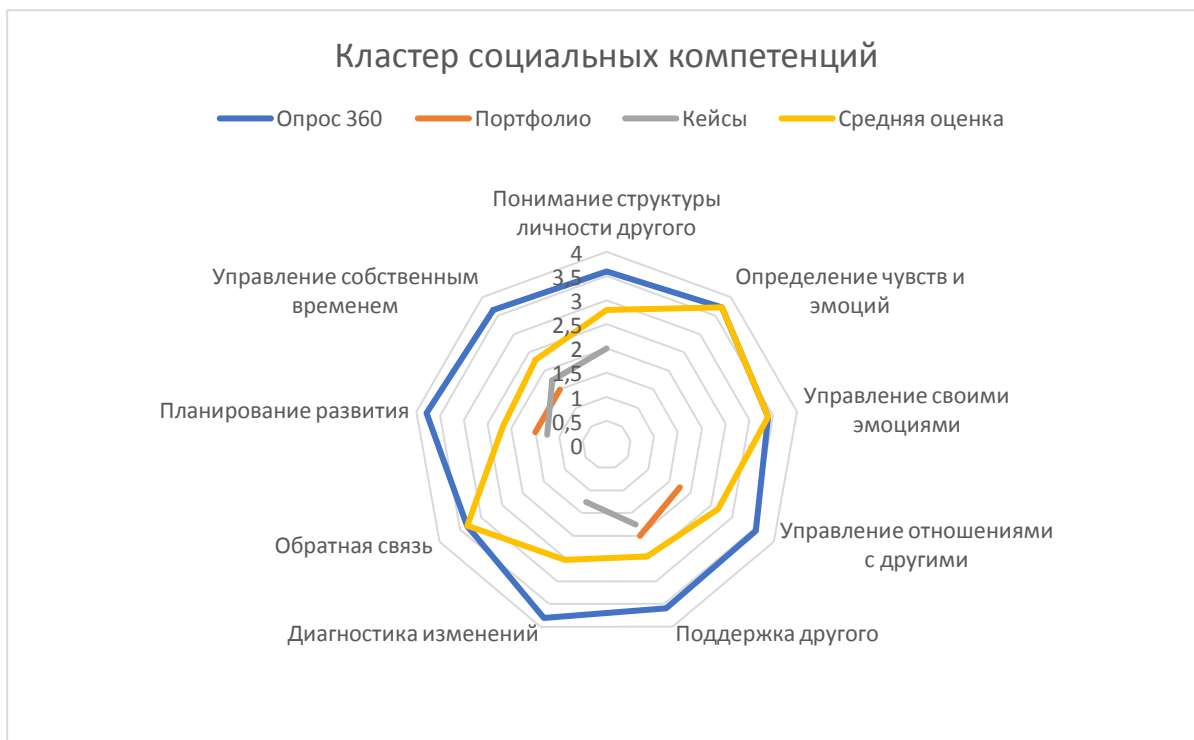 Кластер социальных компетенций
Опрос 360 Портфолио Кейсы Средняя оценка
Понимание структуры
личности другого
Определение чувств и
эмоций
Управление своими
эмоциями
Управление отношениями
с другими
Поддержка другого
Диагностика изменений
Обратная связь
Планирование развития
Управление собственным
временем
4
3,5
3
2,5
2
1,5
1
0,5
0